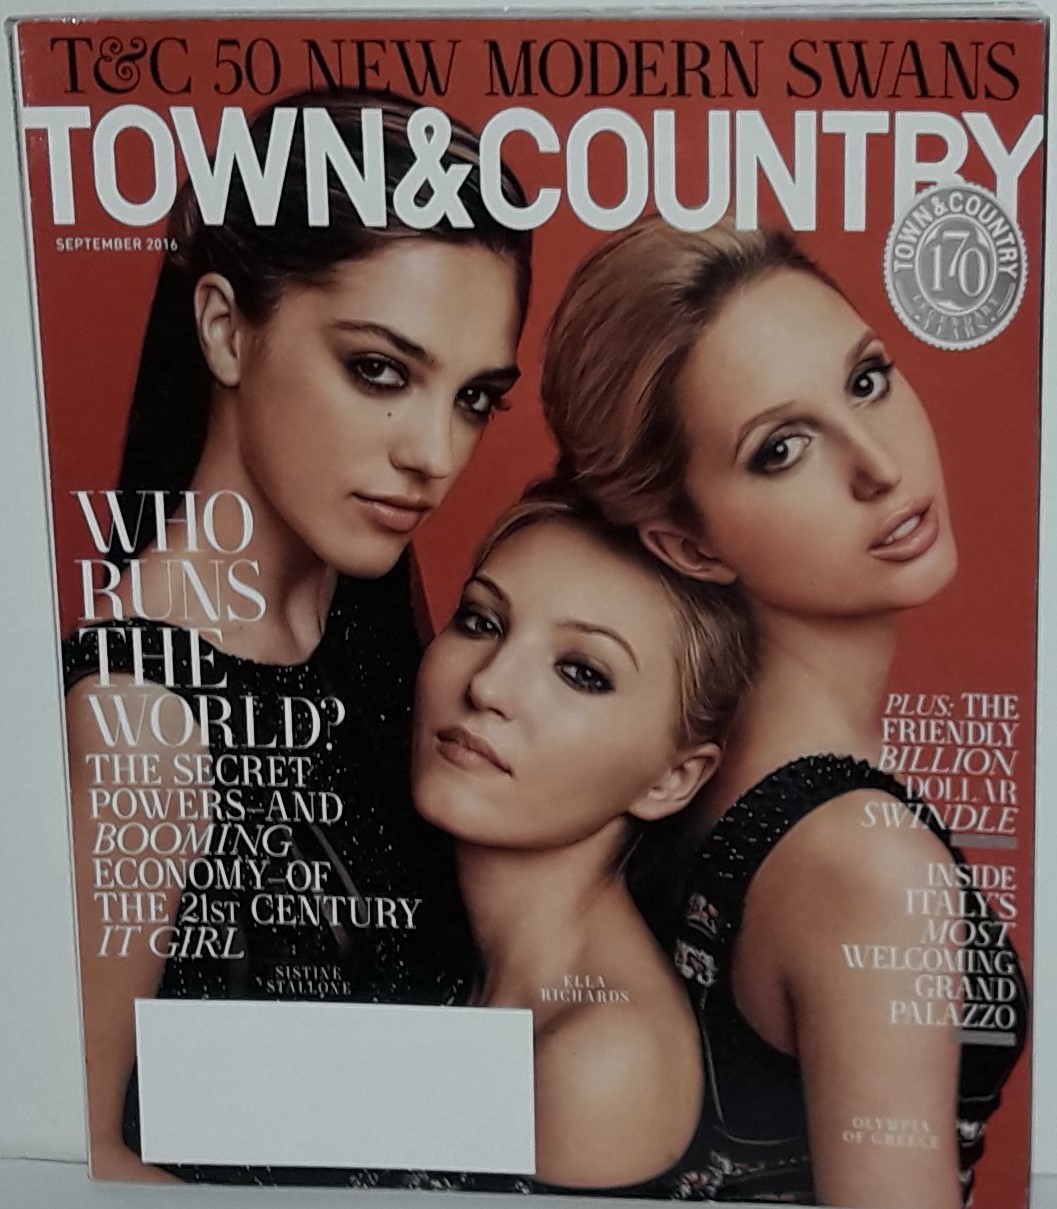 T&C 50 NEW MODERN SWANS
TOWN&COUNTRY
SEPTEMBER 2016
TOWN & COUNTRY
170
YEARS
WHO
RUNS
THE
WORLD?
THE SECRET
POWERS–AND
BOOMING
ECONOMY–OF
THE 21ST CENTURY
IT GIRL
PLUS: THE
FRIENDLY
BILLION
DOLLAR
SWINDLE
INSIDE
ITALY'S
MOST
WELCOMING
GRAND
PALAZZO
SISTINE
STALLONE
ELLA
RICHARDS
OLYMPIA
OF GREECE